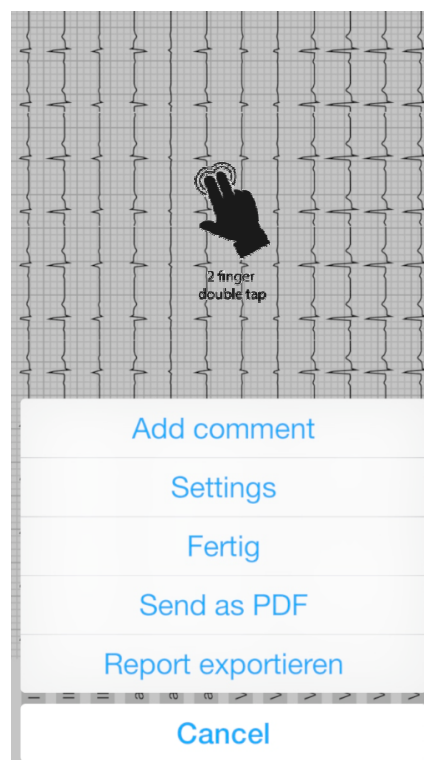 2 finger
double tap
Add comment
Settings
Fertig
Send as PDF
Report exportieren
Cancel